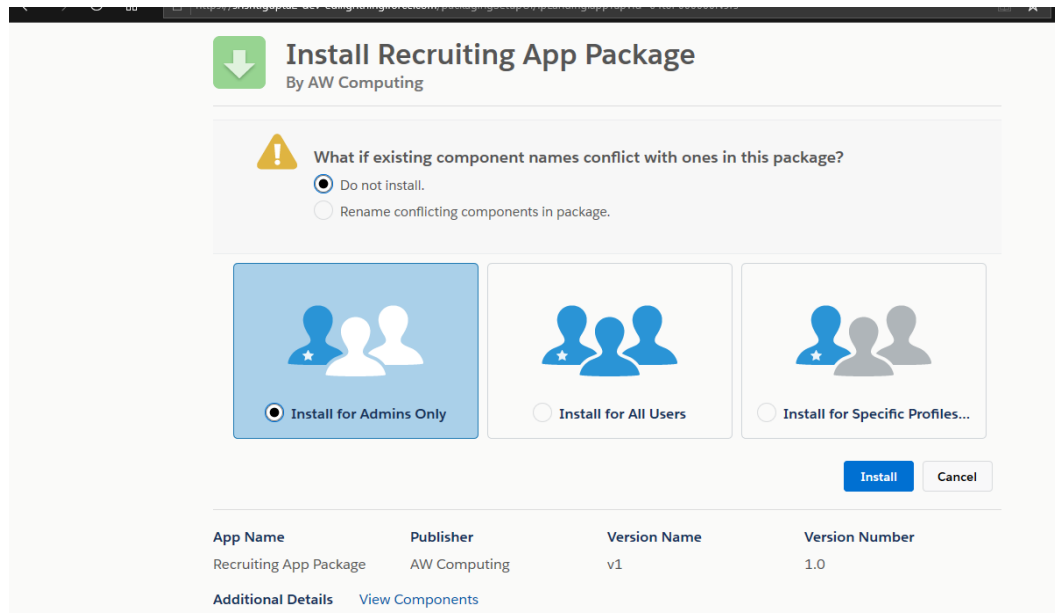 Install Recruiting App Package
By AW Computing
What if existing component names conflict with ones in this package?
Do not install.
Rename conflicting components in package.
Install for Admins Only
Install for All Users
Install for Specific Profiles...
Install
Cancel
App Name Publisher Version Name Version Number
Recruiting App Package AW Computing v1 1.0
Additional Details View Components